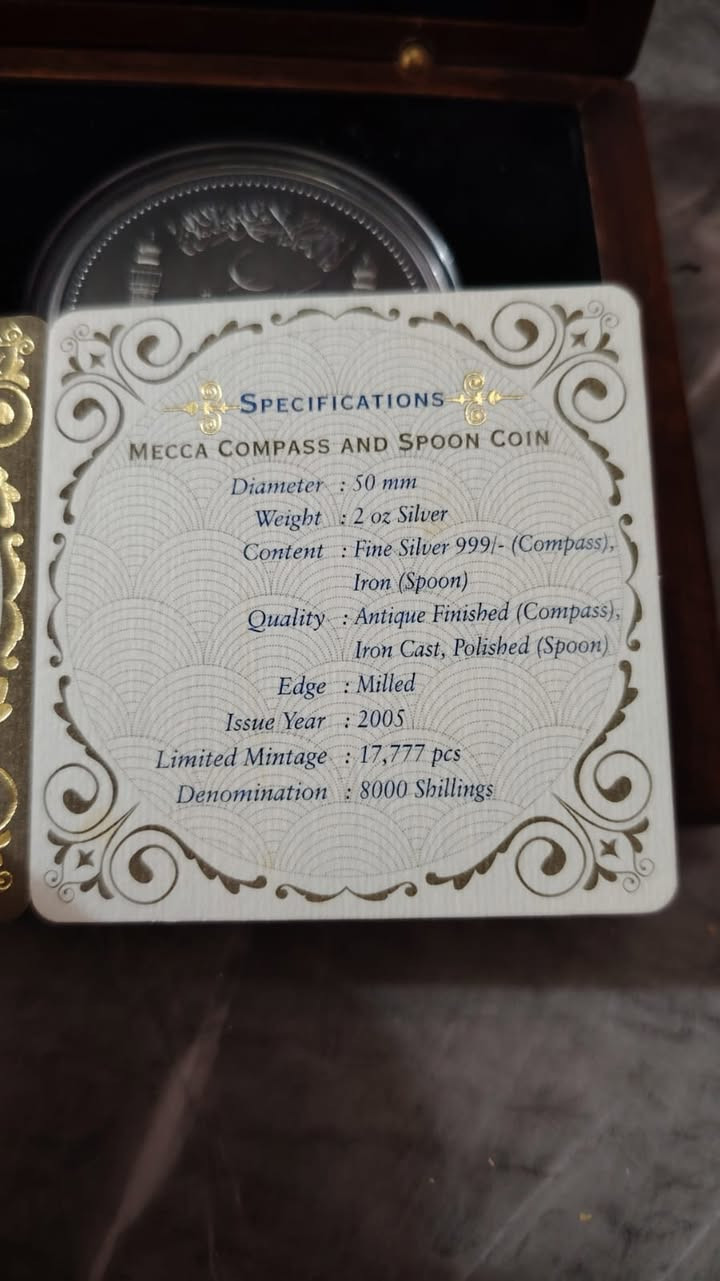 SPECIFICATIONS
MECCA COMPASS AND SPOON COIN
Diameter : 50 mm
Weight : 2 oz Silver
Content : Fine Silver 999/- (Compass),
Iron (Spoon)
Quality : Antique Finished (Compass),
Iron Cast, Polished (Spoon)
Edge : Milled
Issue Year : 2005
Limited Mintage : 17,777 pcs
Denomination : 8000 Shillings